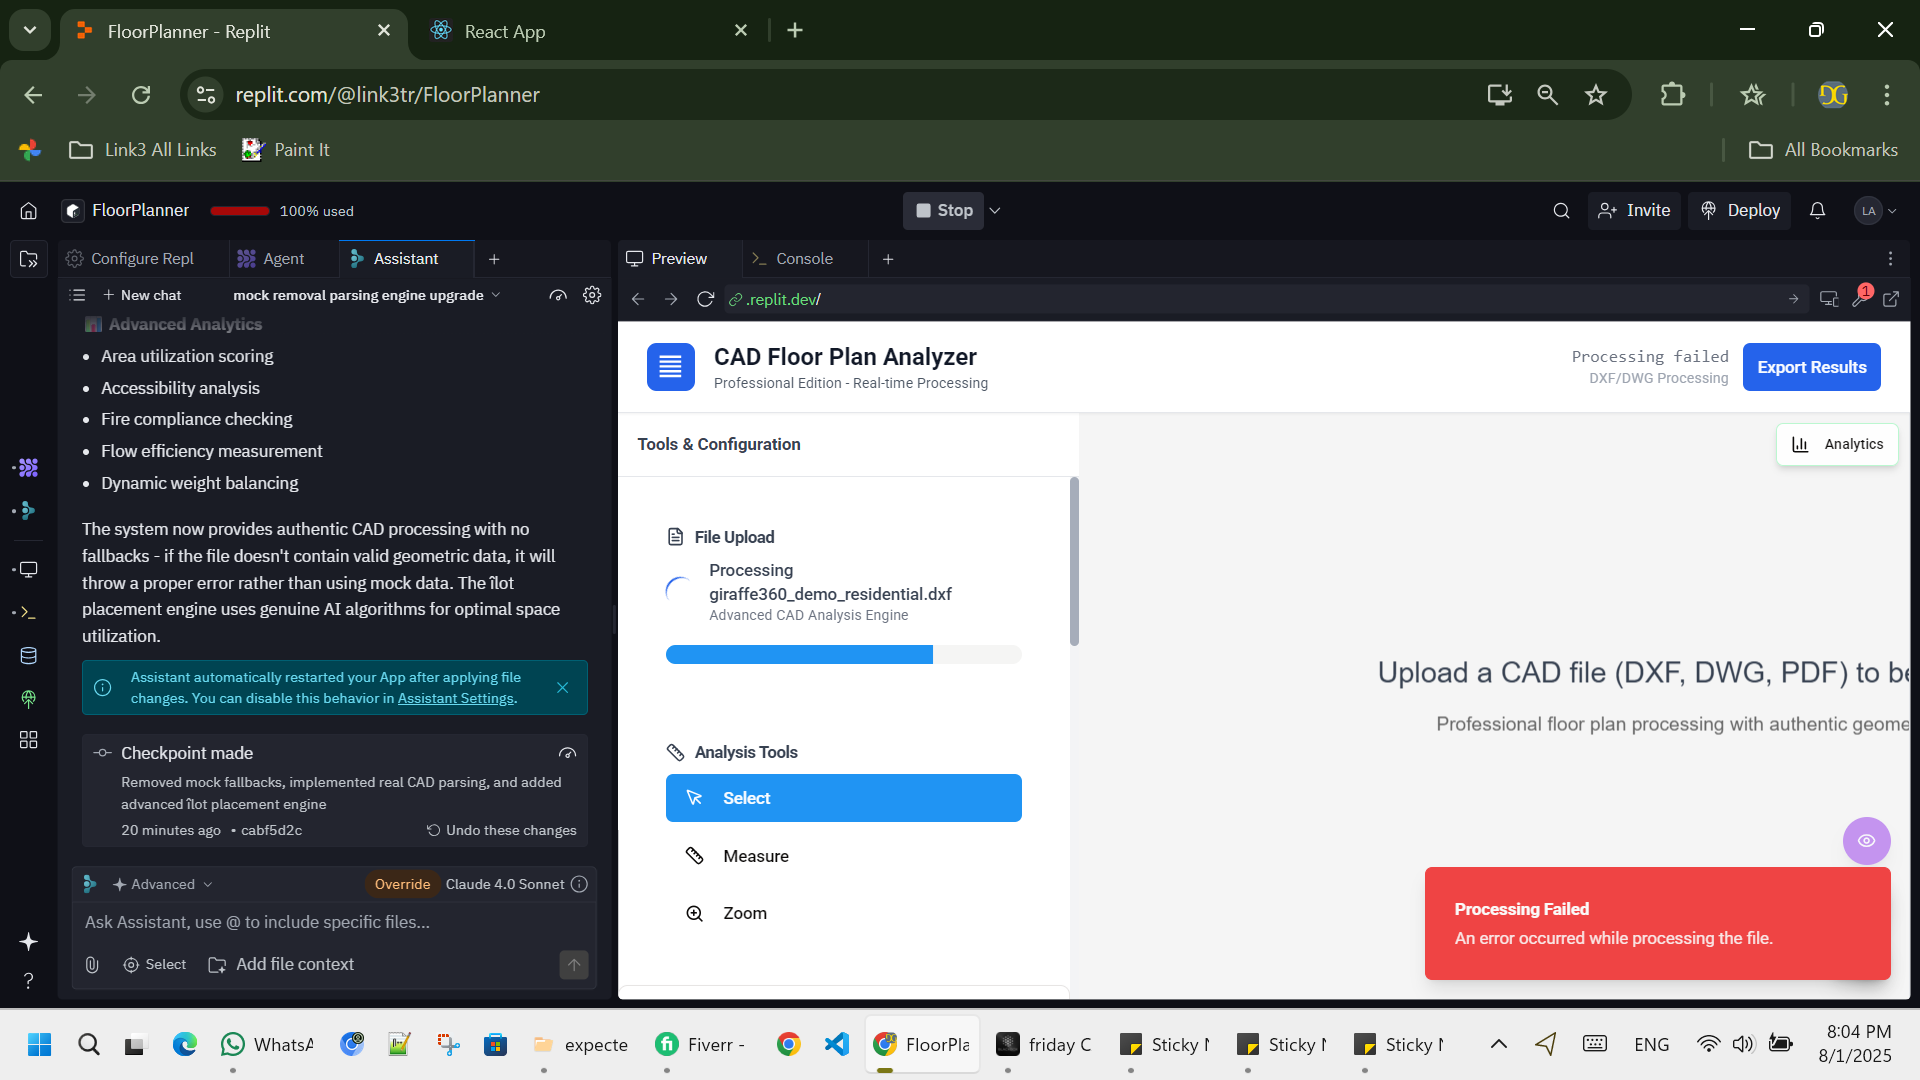 FloorPlanner - Replit
React App
replit.com/@link3tr/FloorPlanner
DG
Link3 All Links
Paint It
All Bookmarks
FloorPlanner
100% used
Stop
Invite
Deploy
LA
Configure Repl
Agent
Assistant
Preview
Console
New chat
mock removal parsing engine upgrade
.replit.dev/
1
Advanced Analytics
Area utilization scoring
Accessibility analysis
Fire compliance checking
Flow efficiency measurement
Dynamic weight balancing
The system now provides authentic CAD processing with no
fallbacks - if the file doesn't contain valid geometric data, it will
throw a proper error rather than using mock data. The îlot
placement engine uses genuine AI algorithms for optimal space
utilization.
Assistant automatically restarted your App after applying file
changes. You can disable this behavior in Assistant Settings.
Checkpoint made
Removed mock fallbacks, implemented real CAD parsing, and added
advanced îlot placement engine
20 minutes ago • cabf5d2c
Undo these changes
Advanced
Override
Claude 4.0 Sonnet
Ask Assistant, use @ to include specific files...
Select
Add file context
CAD Floor Plan Analyzer
Professional Edition - Real-time Processing
Processing failed
DXF/DWG Processing
Export Results
Tools & Configuration
Analytics
File Upload
Processing
giraffe360_demo_residential.dxf
Advanced CAD Analysis Engine
Analysis Tools
Select
Measure
Zoom
Upload a CAD file (DXF, DWG, PDF) to be
Professional floor plan processing with authentic geome
Processing Failed
An error occurred while processing the file.
WhatsA
expecte
Fiverr -
FloorPla
friday C
Sticky N
Sticky N
Sticky N
ENG
8:04 PM
8/1/2025